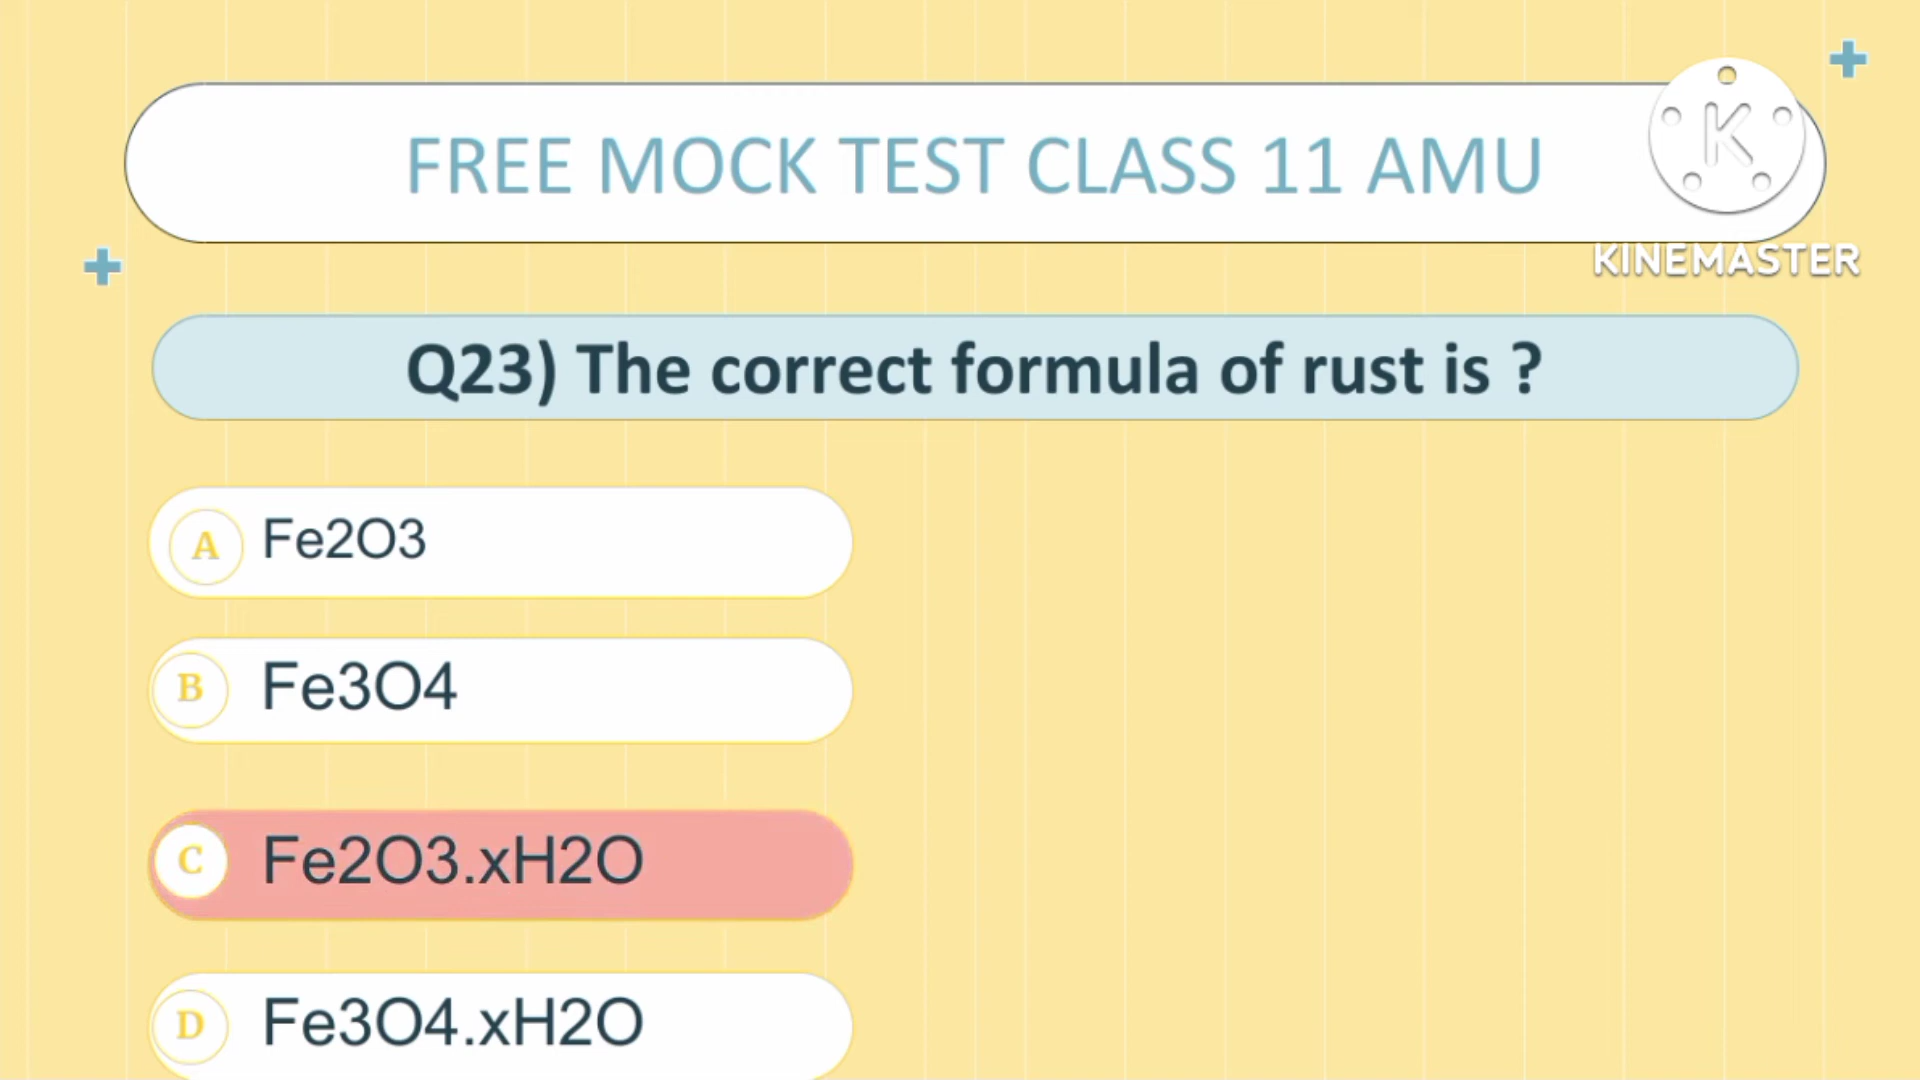 FREE MOCK TEST CLASS 11 AMU
K
KINEMASTER
Q23) The correct formula of rust is ?
A Fe2O3
B Fe3O4
C Fe2O3.xH2O
D Fe3O4.xH2O